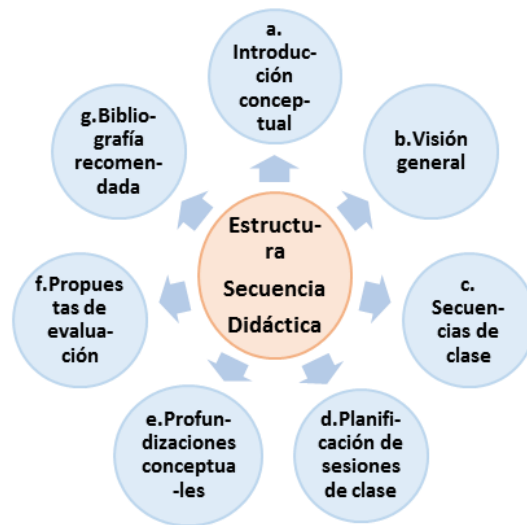 a.
Introduc-
ción
concep-
tual
b.Visión
general
c.
Secuen-
cias de
clase
d.Planifi-
cación de
sesiones
de clase
e.Profun-
dizaciones
conceptua
-les
f.Propues
tas de
evalua-
ción
g.Biblio-
grafía
recomen-
dada
Estructu-
ra
Secuencia
Didáctica